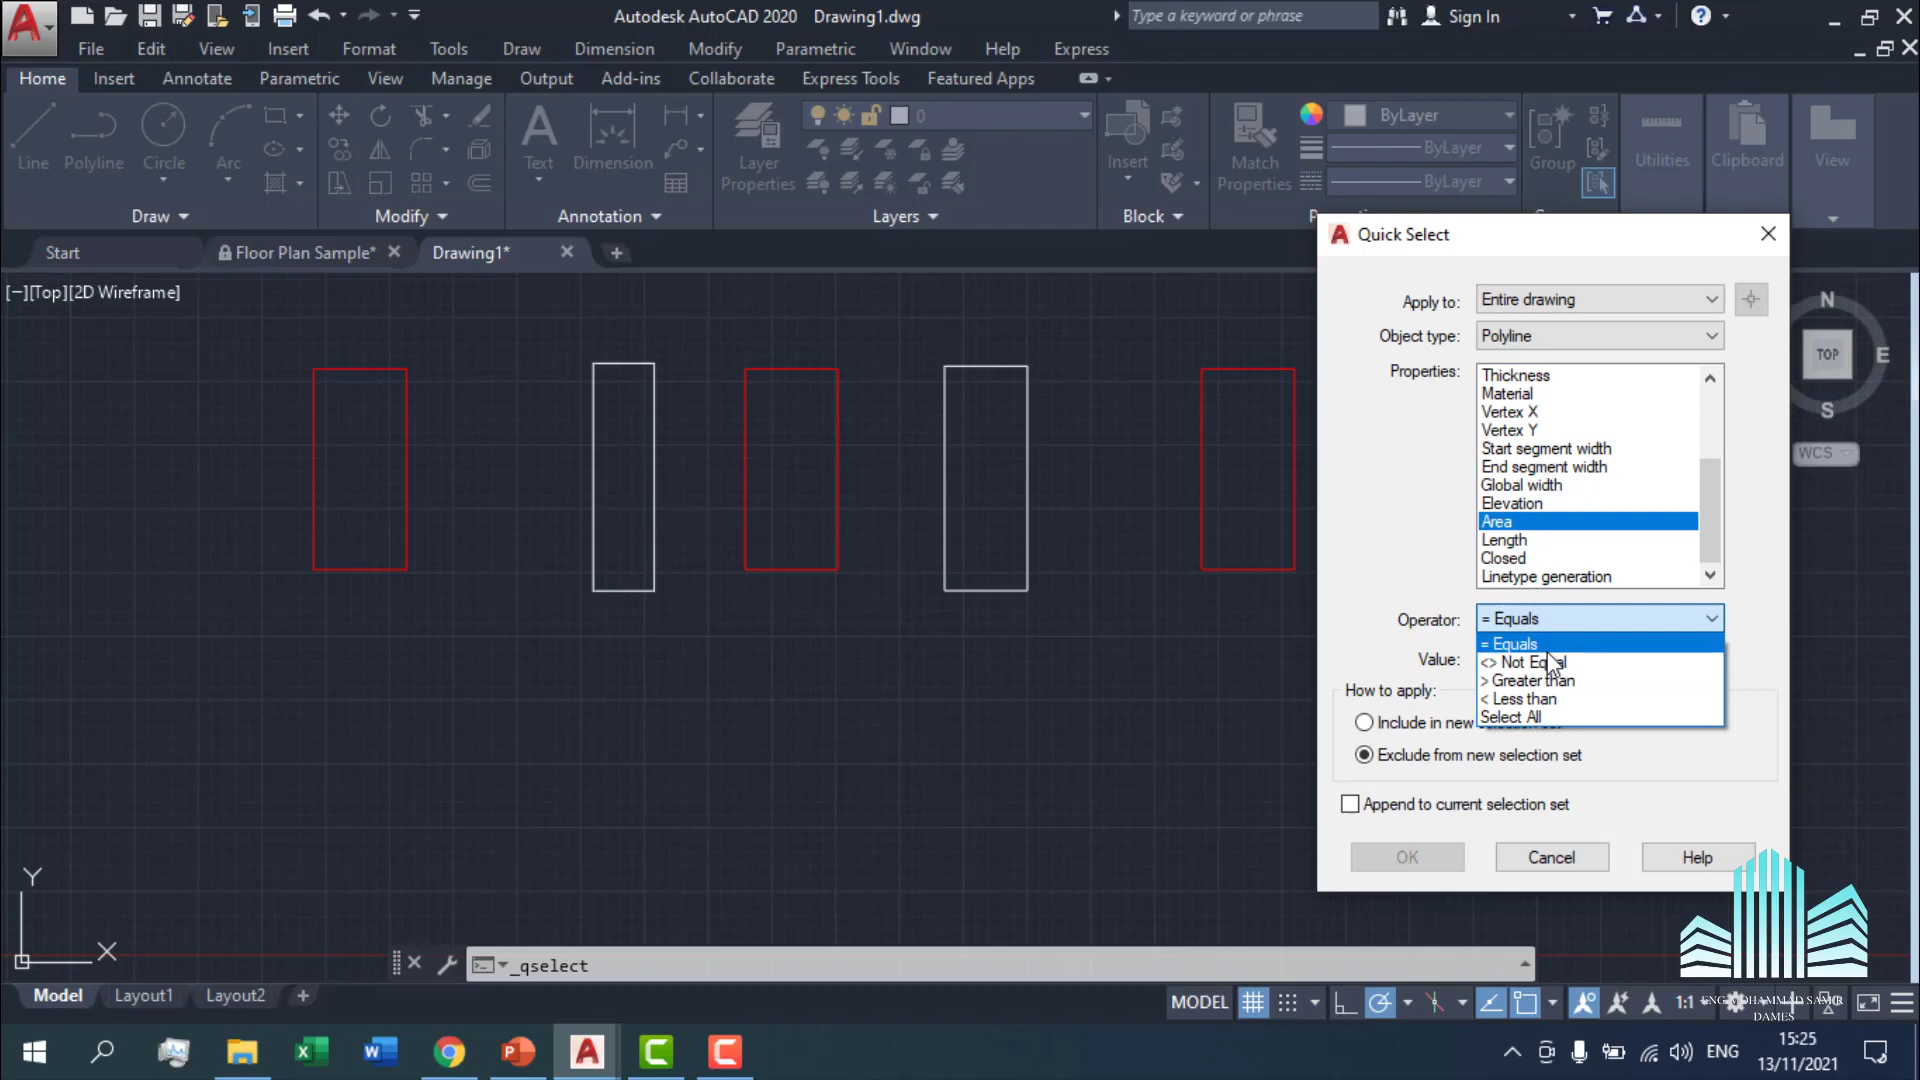 Autodesk AutoCAD 2020 Drawing1.dwg
Type a keyword or phrase
Sign In
File Edit View Insert Format Tools Draw Dimension Modify Parametric Window Help Express
Home Insert Annotate Parametric View Manage Output Add-ins Collaborate Express Tools Featured Apps
0
ByLayer
Line Polyline Circle Arc
Text Dimension
Layer Properties
Insert
Match Properties
ByLayer
ByLayer
Group
Utilities
Clipboard
View
Draw Modify Annotation Layers Block
Start Floor Plan Sample* Drawing1*
[−][Top][2D Wireframe]
Quick Select
Apply to: Entire drawing
Object type: Polyline
Properties:
Thickness
Material
Vertex X
Vertex Y
Start segment width
End segment width
Global width
Elevation
Area
Length
Closed
Linetype generation
Operator: = Equals
= Equals
<> Not Equal
> Greater than
< Less than
Select All
Value:
How to apply:
Include in new selection set
Exclude from new selection set
Append to current selection set
OK Cancel Help
N
TOP
E
S
WCS
Y
X
_qselect
Model Layout1 Layout2
MODEL
1:1
ENG.MOHAMMAD SAMIR
DAMES
ENG
15:25
13/11/2021